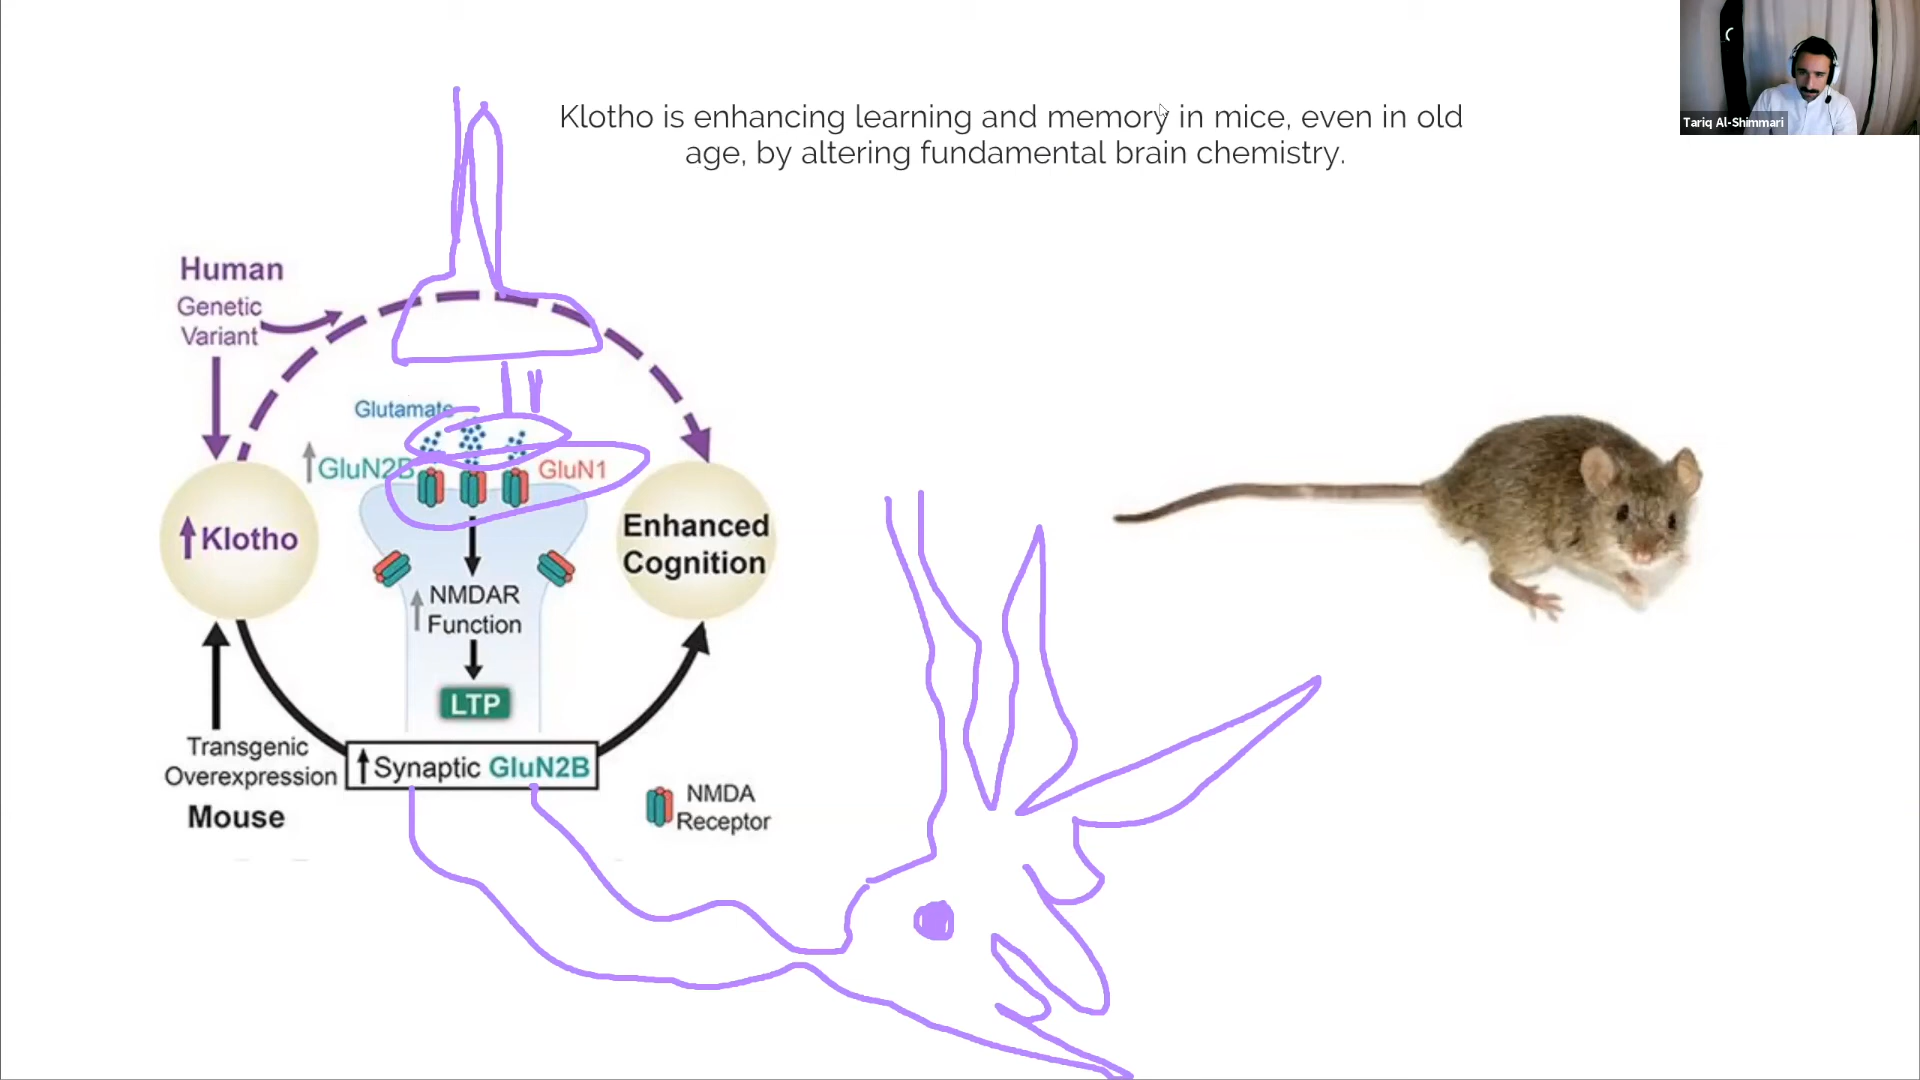 Klotho is enhancing learning and memory in mice, even in old
age, by altering fundamental brain chemistry.
Tariq Al-Shimmari
Human
Genetic
Variant
Glutamate
GluN2B
GluN1
Klotho
Enhanced
Cognition
NMDAR
Function
LTP
Transgenic
Overexpression
Mouse
Synaptic GluN2B
NMDA
Receptor